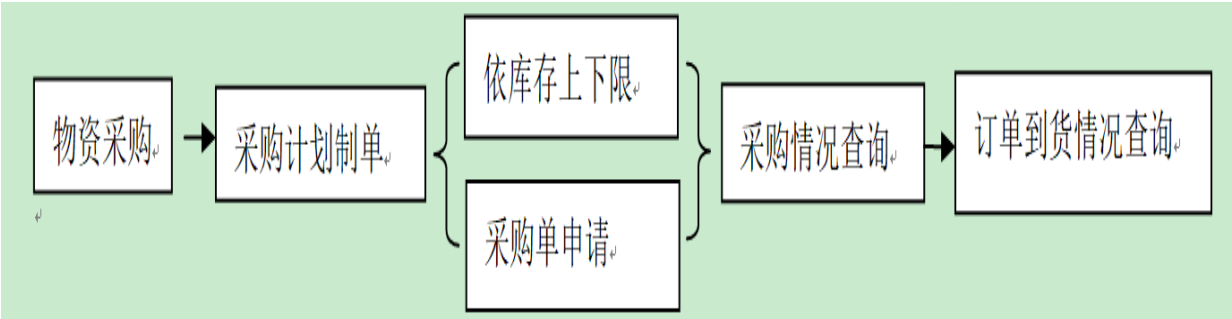 物资采购
采购计划制单
依库存上下限
采购单申请
采购情况查询
订单到货情况查询